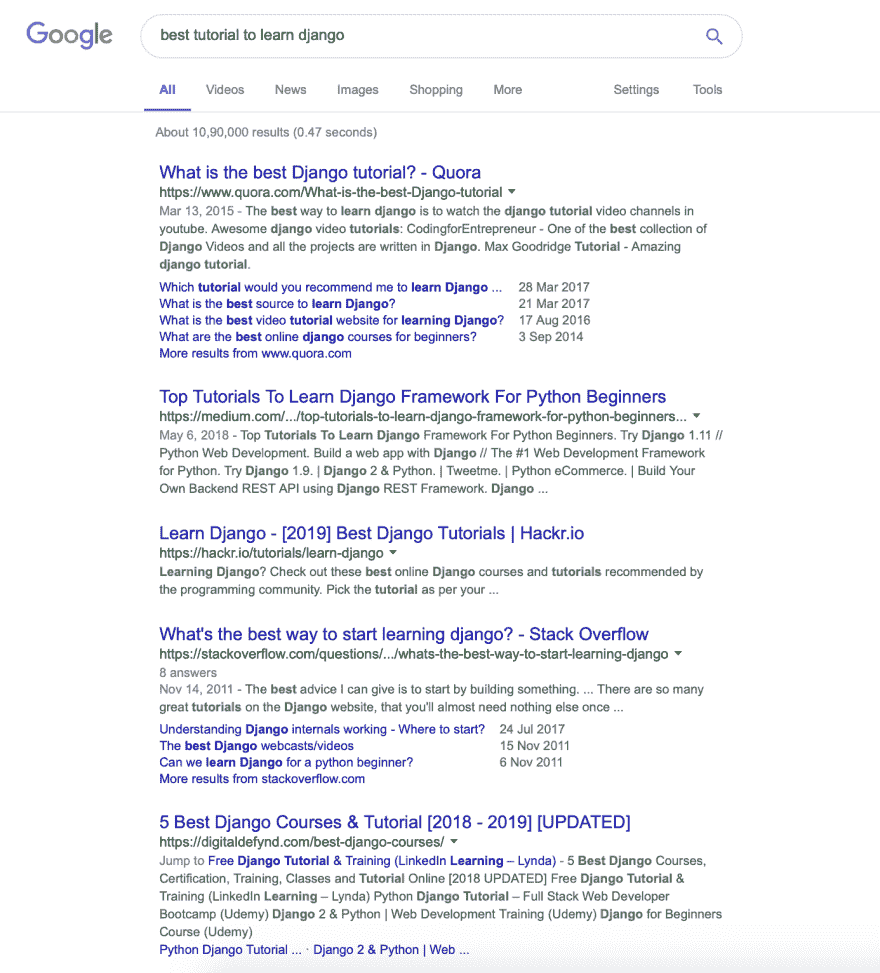 Google
best tutorial to learn django
All Videos News Images Shopping More Settings Tools
About 10,90,000 results (0.47 seconds)
What is the best Django tutorial? - Quora
https://www.quora.com/What-is-the-best-Django-tutorial
Mar 13, 2015 - The best way to learn django is to watch the django tutorial video channels in
youtube. Awesome django video tutorials: CodingforEntrepreneur - One of the best collection of
Django Videos and all the projects are written in Django. Max Goodridge Tutorial - Amazing
django tutorial.
Which tutorial would you recommend me to learn Django ... 28 Mar 2017
What is the best source to learn Django? 21 Mar 2017
What is the best video tutorial website for learning Django? 17 Aug 2016
What are the best online django courses for beginners? 3 Sep 2014
More results from www.quora.com
Top Tutorials To Learn Django Framework For Python Beginners
https://medium.com/.../top-tutorials-to-learn-django-framework-for-python-beginners...
May 6, 2018 - Top Tutorials To Learn Django Framework For Python Beginners. Try Django 1.11 //
Python Web Development. Build a web app with Django // The #1 Web Development Framework
for Python. Try Django 1.9. | Django 2 & Python. | Tweetme. | Python eCommerce. | Build Your
Own Backend REST API using Django REST Framework. Django ...
Learn Django - [2019] Best Django Tutorials | Hackr.io
https://hackr.io/tutorials/learn-django
Learning Django? Check out these best online Django courses and tutorials recommended by
the programming community. Pick the tutorial as per your ...
What's the best way to start learning django? - Stack Overflow
https://stackoverflow.com/questions/.../whats-the-best-way-to-start-learning-django
8 answers
Nov 14, 2011 - The best advice I can give is to start by building something. ... There are so many
great tutorials on the Django website, that you'll almost need nothing else once ...
Understanding Django internals working - Where to start? 24 Jul 2017
The best Django webcasts/videos 15 Nov 2011
Can we learn Django for a python beginner? 6 Nov 2011
More results from stackoverflow.com
5 Best Django Courses & Tutorial [2018 - 2019] [UPDATED]
https://digitaldefynd.com/best-django-courses/
Jump to Free Django Tutorial & Training (LinkedIn Learning – Lynda) - 5 Best Django Courses,
Certification, Training, Classes and Tutorial Online [2018 UPDATED] Free Django Tutorial &
Training (LinkedIn Learning – Lynda) Python Django Tutorial – Full Stack Web Developer
Bootcamp (Udemy) Django 2 & Python | Web Development Training (Udemy) Django for Beginners
Course (Udemy)
Python Django Tutorial ... · Django 2 & Python | Web ...